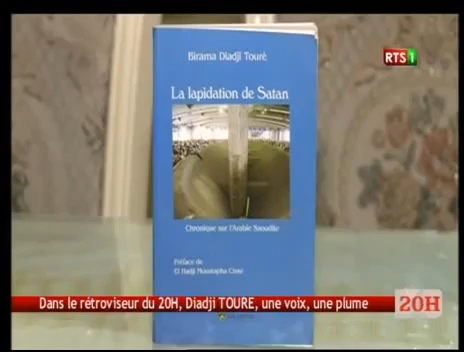 Birama Diadji Touré
RTS1
La lapidation de Satan
Chronique sur l'Arabie Saoudite
Préface de
El Hadji Moustapha Cissé
Dans le rétroviseur du 20H, Diadji TOURE, une voix, une plume
20H